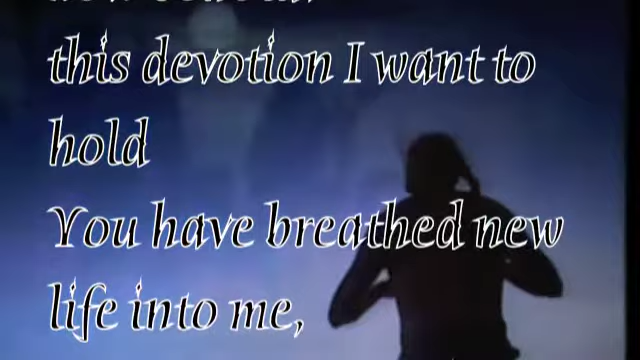 this devotion I want to
hold
You have breathed new
life into me,